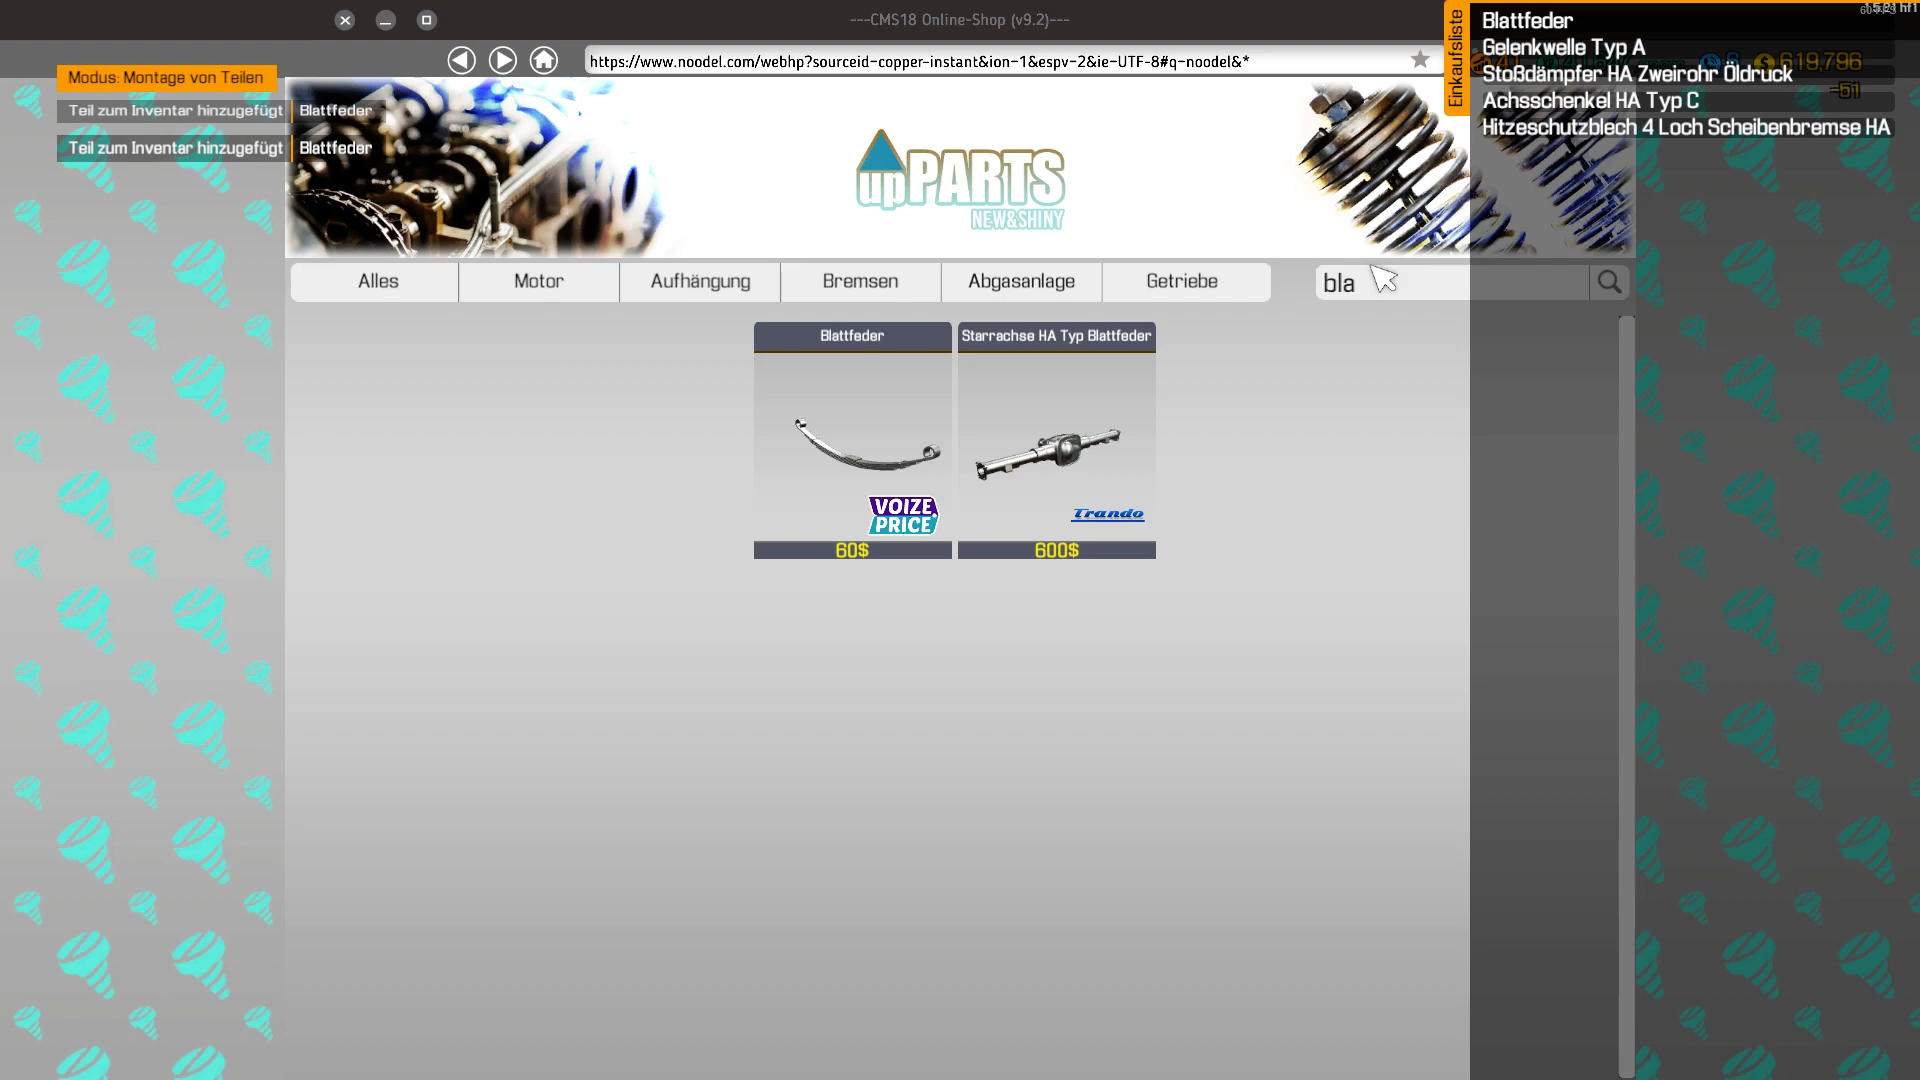 ---CMS18 Online-Shop (v9.2)---
https://www.noodel.com/webhp?sourceid-copper-instant&ion-1&espv-2&ie-UTF-8#q-noodel&*
Modus: Montage von Teilen
Teil zum Inventar hinzugefügt Blattfeder
Teil zum Inventar hinzugefügt Blattfeder
Einkaufsliste
Blattfeder
Gelenkwelle Typ A
Stoßdämpfer HA Zweirohr Öldruck
Achsschenkel HA Typ C
Hitzeschutzblech 4 Loch Scheibenbremse HA
619,796
-51
upPARTS
NEW&SHINY
Alles Motor Aufhängung Bremsen Abgasanlage Getriebe
bla
Blattfeder
VOIZE
PRICE
60$
Starrachse HA Typ Blattfeder
Trando
600$